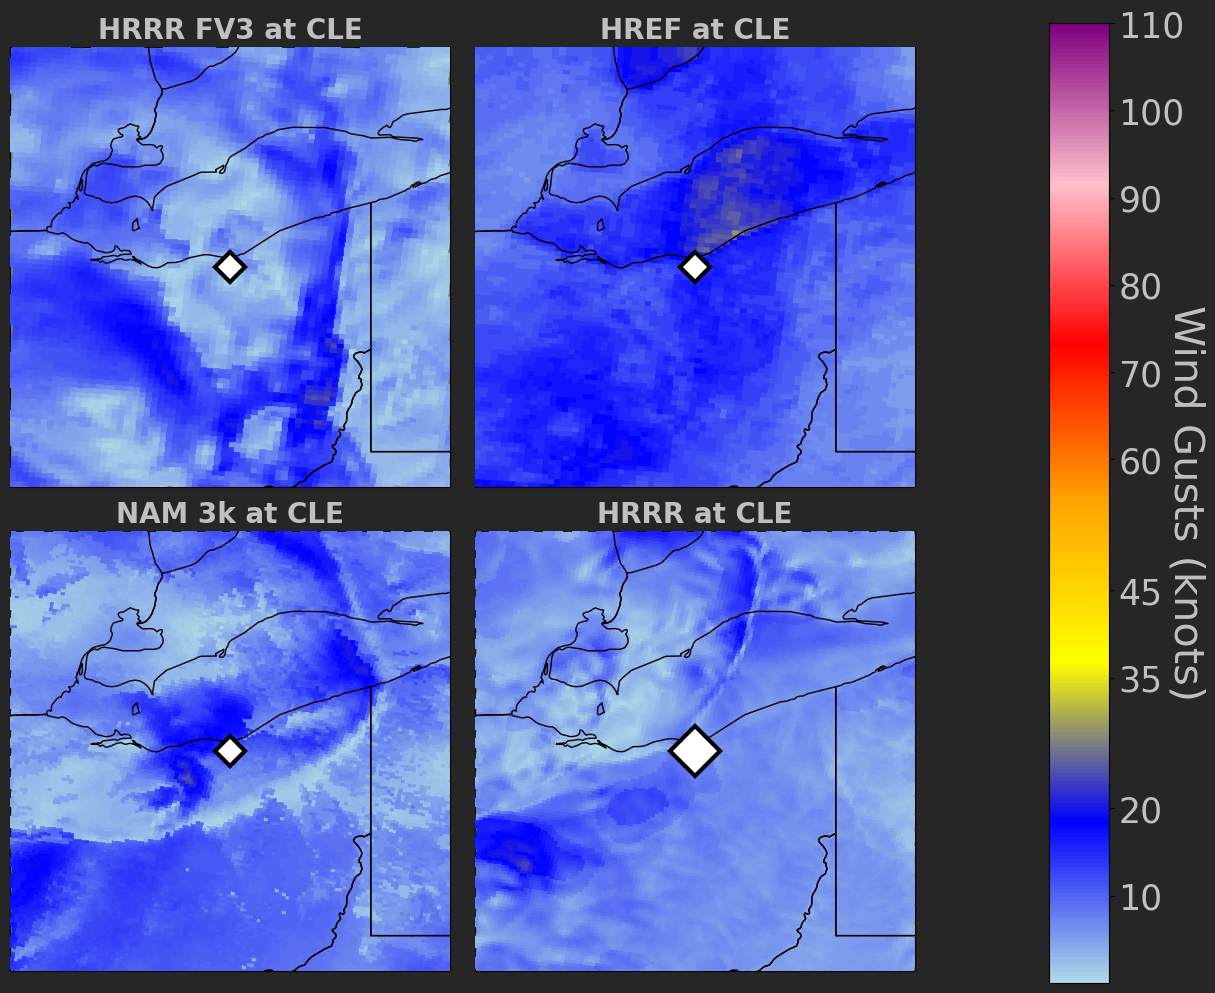 HRRR FV3 at CLE
HREF at CLE
NAM 3k at CLE
HRRR at CLE
110
100
90
80
70
60
45
35
20
10
Wind Gusts (knots)